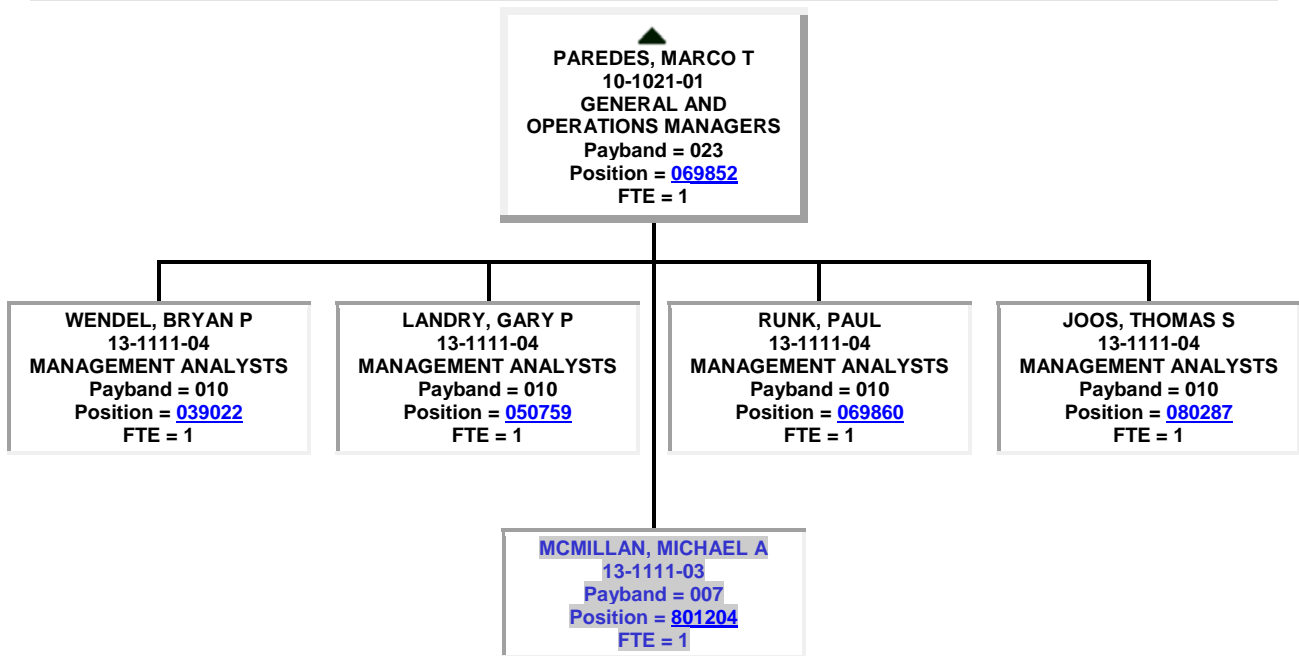 PAREDES, MARCO T
10-1021-01
GENERAL AND
OPERATIONS MANAGERS
Payband = 023
Position = 069852
FTE = 1
WENDEL, BRYAN P
13-1111-04
MANAGEMENT ANALYSTS
Payband = 010
Position = 039022
FTE = 1
LANDRY, GARY P
13-1111-04
MANAGEMENT ANALYSTS
Payband = 010
Position = 050759
FTE = 1
RUNK, PAUL
13-1111-04
MANAGEMENT ANALYSTS
Payband = 010
Position = 069860
FTE = 1
JOOS, THOMAS S
13-1111-04
MANAGEMENT ANALYSTS
Payband = 010
Position = 080287
FTE = 1
MCMILLAN, MICHAEL A
13-1111-03
Payband = 007
Position = 801204
FTE = 1